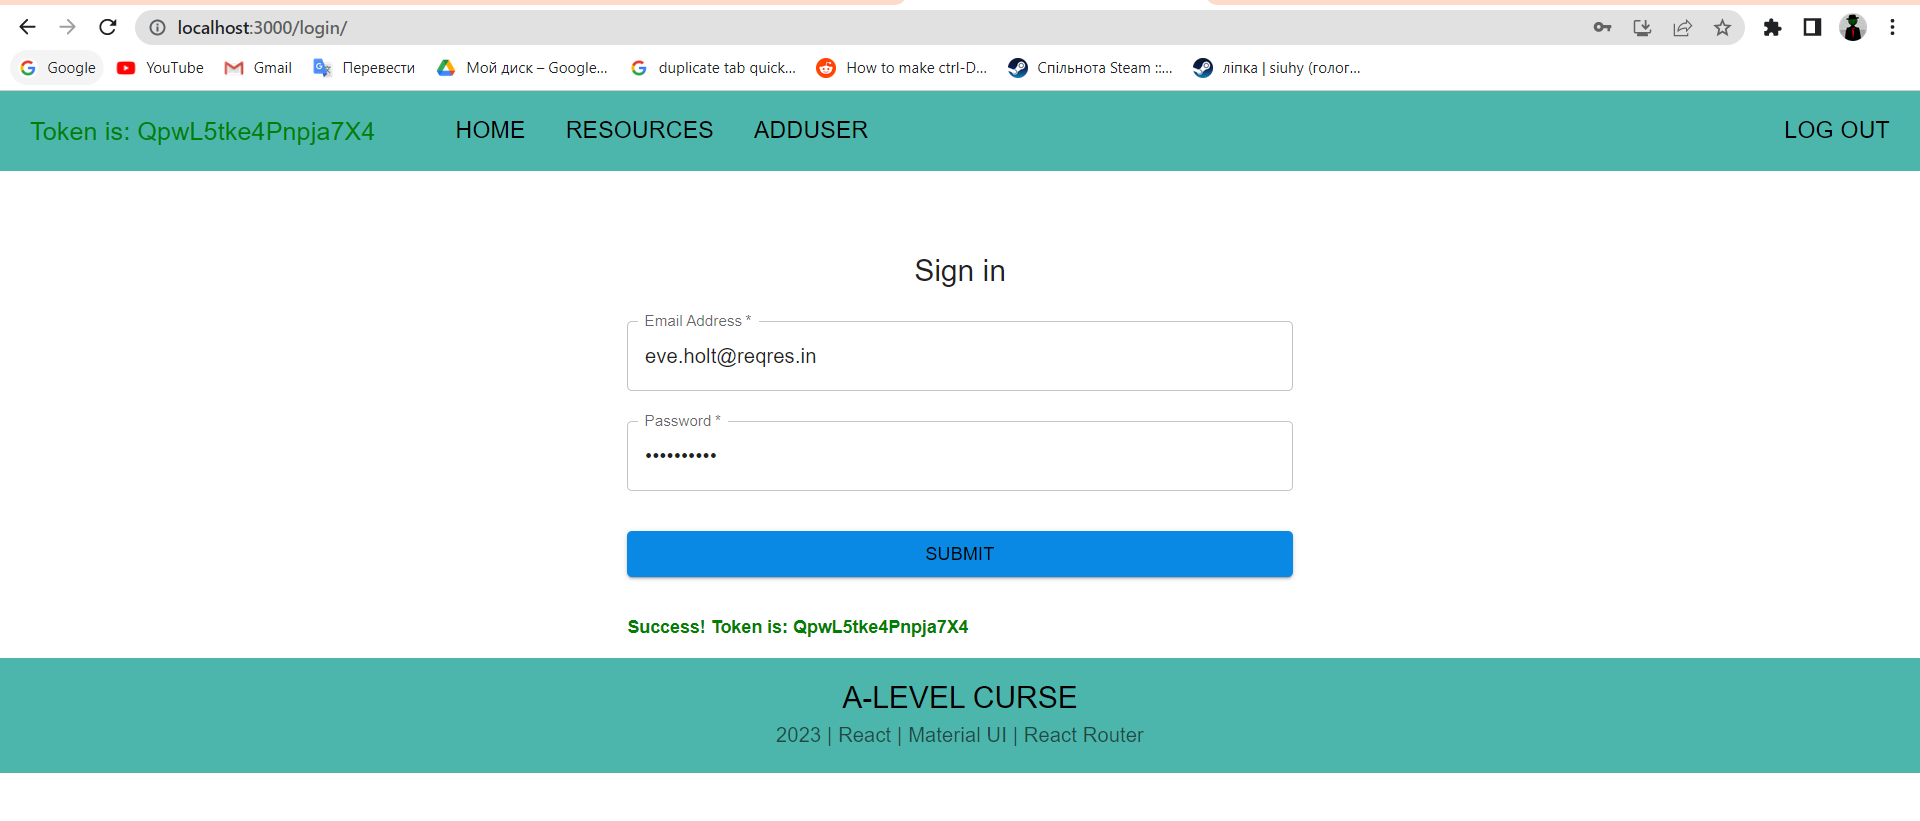 localhost:3000/login/
Google YouTube Gmail Перевести Мой диск – Google... duplicate tab quick... How to make ctrl-D... Спільнота Steam ::... ліпка | siuhy (голог...
Token is: QpwL5tke4Pnpja7X4 HOME RESOURCES ADDUSER LOG OUT
Sign in
Email Address *
eve.holt@reqres.in
Password *
••••••••••
SUBMIT
Success! Token is: QpwL5tke4Pnpja7X4
A-LEVEL CURSE
2023 | React | Material UI | React Router